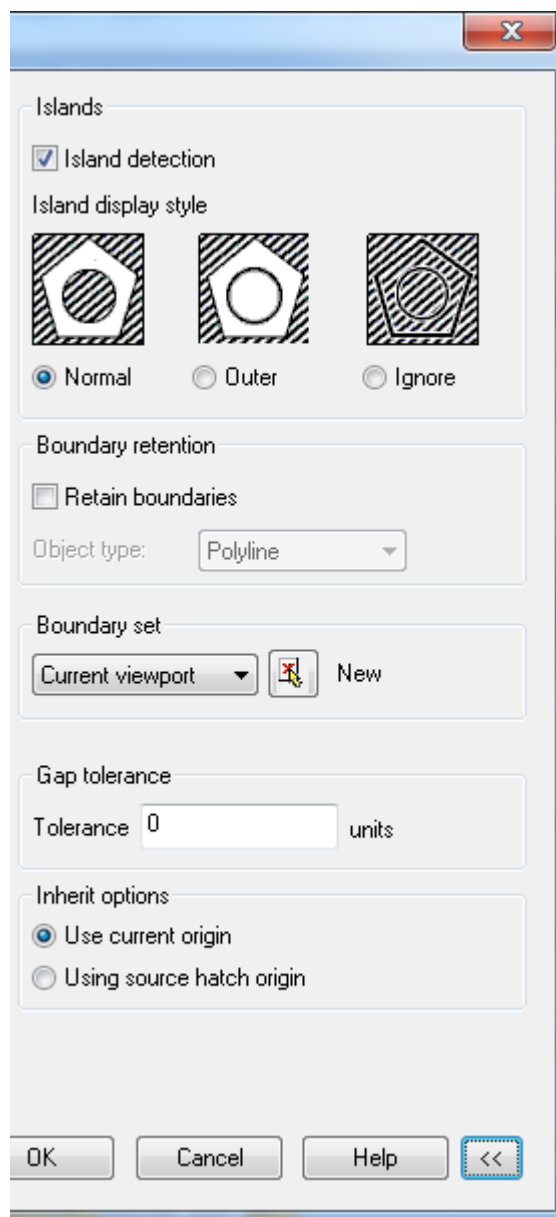 Islands
Island detection
Island display style
Normal Outer Ignore
Boundary retention
Retain boundaries
Object type: Polyline
Boundary set
Current viewport New
Gap tolerance
Tolerance 0 units
Inherit options
Use current origin
Using source hatch origin
OK Cancel Help <<